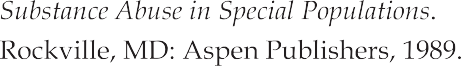 Substance Abuse in Special Populations.
Rockville, MD: Aspen Publishers, 1989.